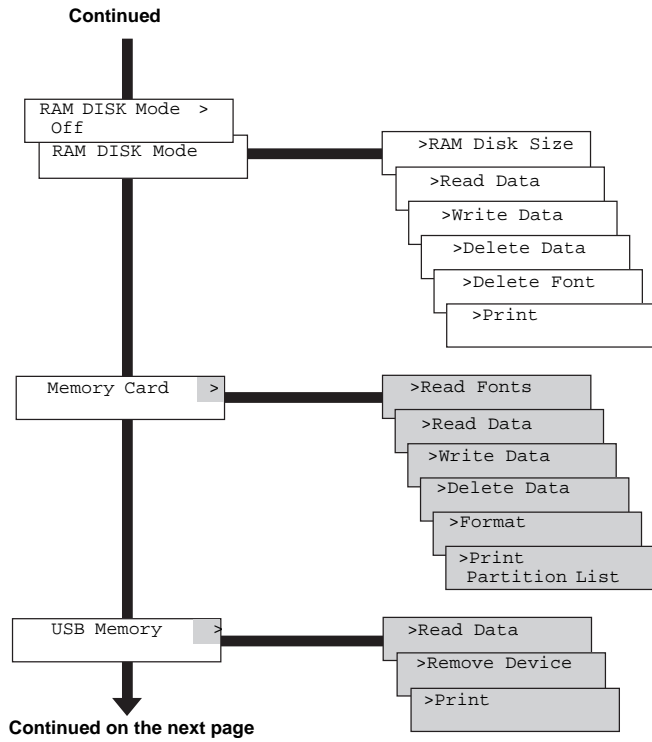 Continued
RAM DISK Mode >
Off
RAM DISK Mode
>RAM Disk Size
>Read Data
>Write Data
>Delete Data
>Delete Font
>Print
Memory Card >
>Read Fonts
>Read Data
>Write Data
>Delete Data
>Format
>Print
Partition List
USB Memory >
>Read Data
>Remove Device
>Print
Continued on the next page